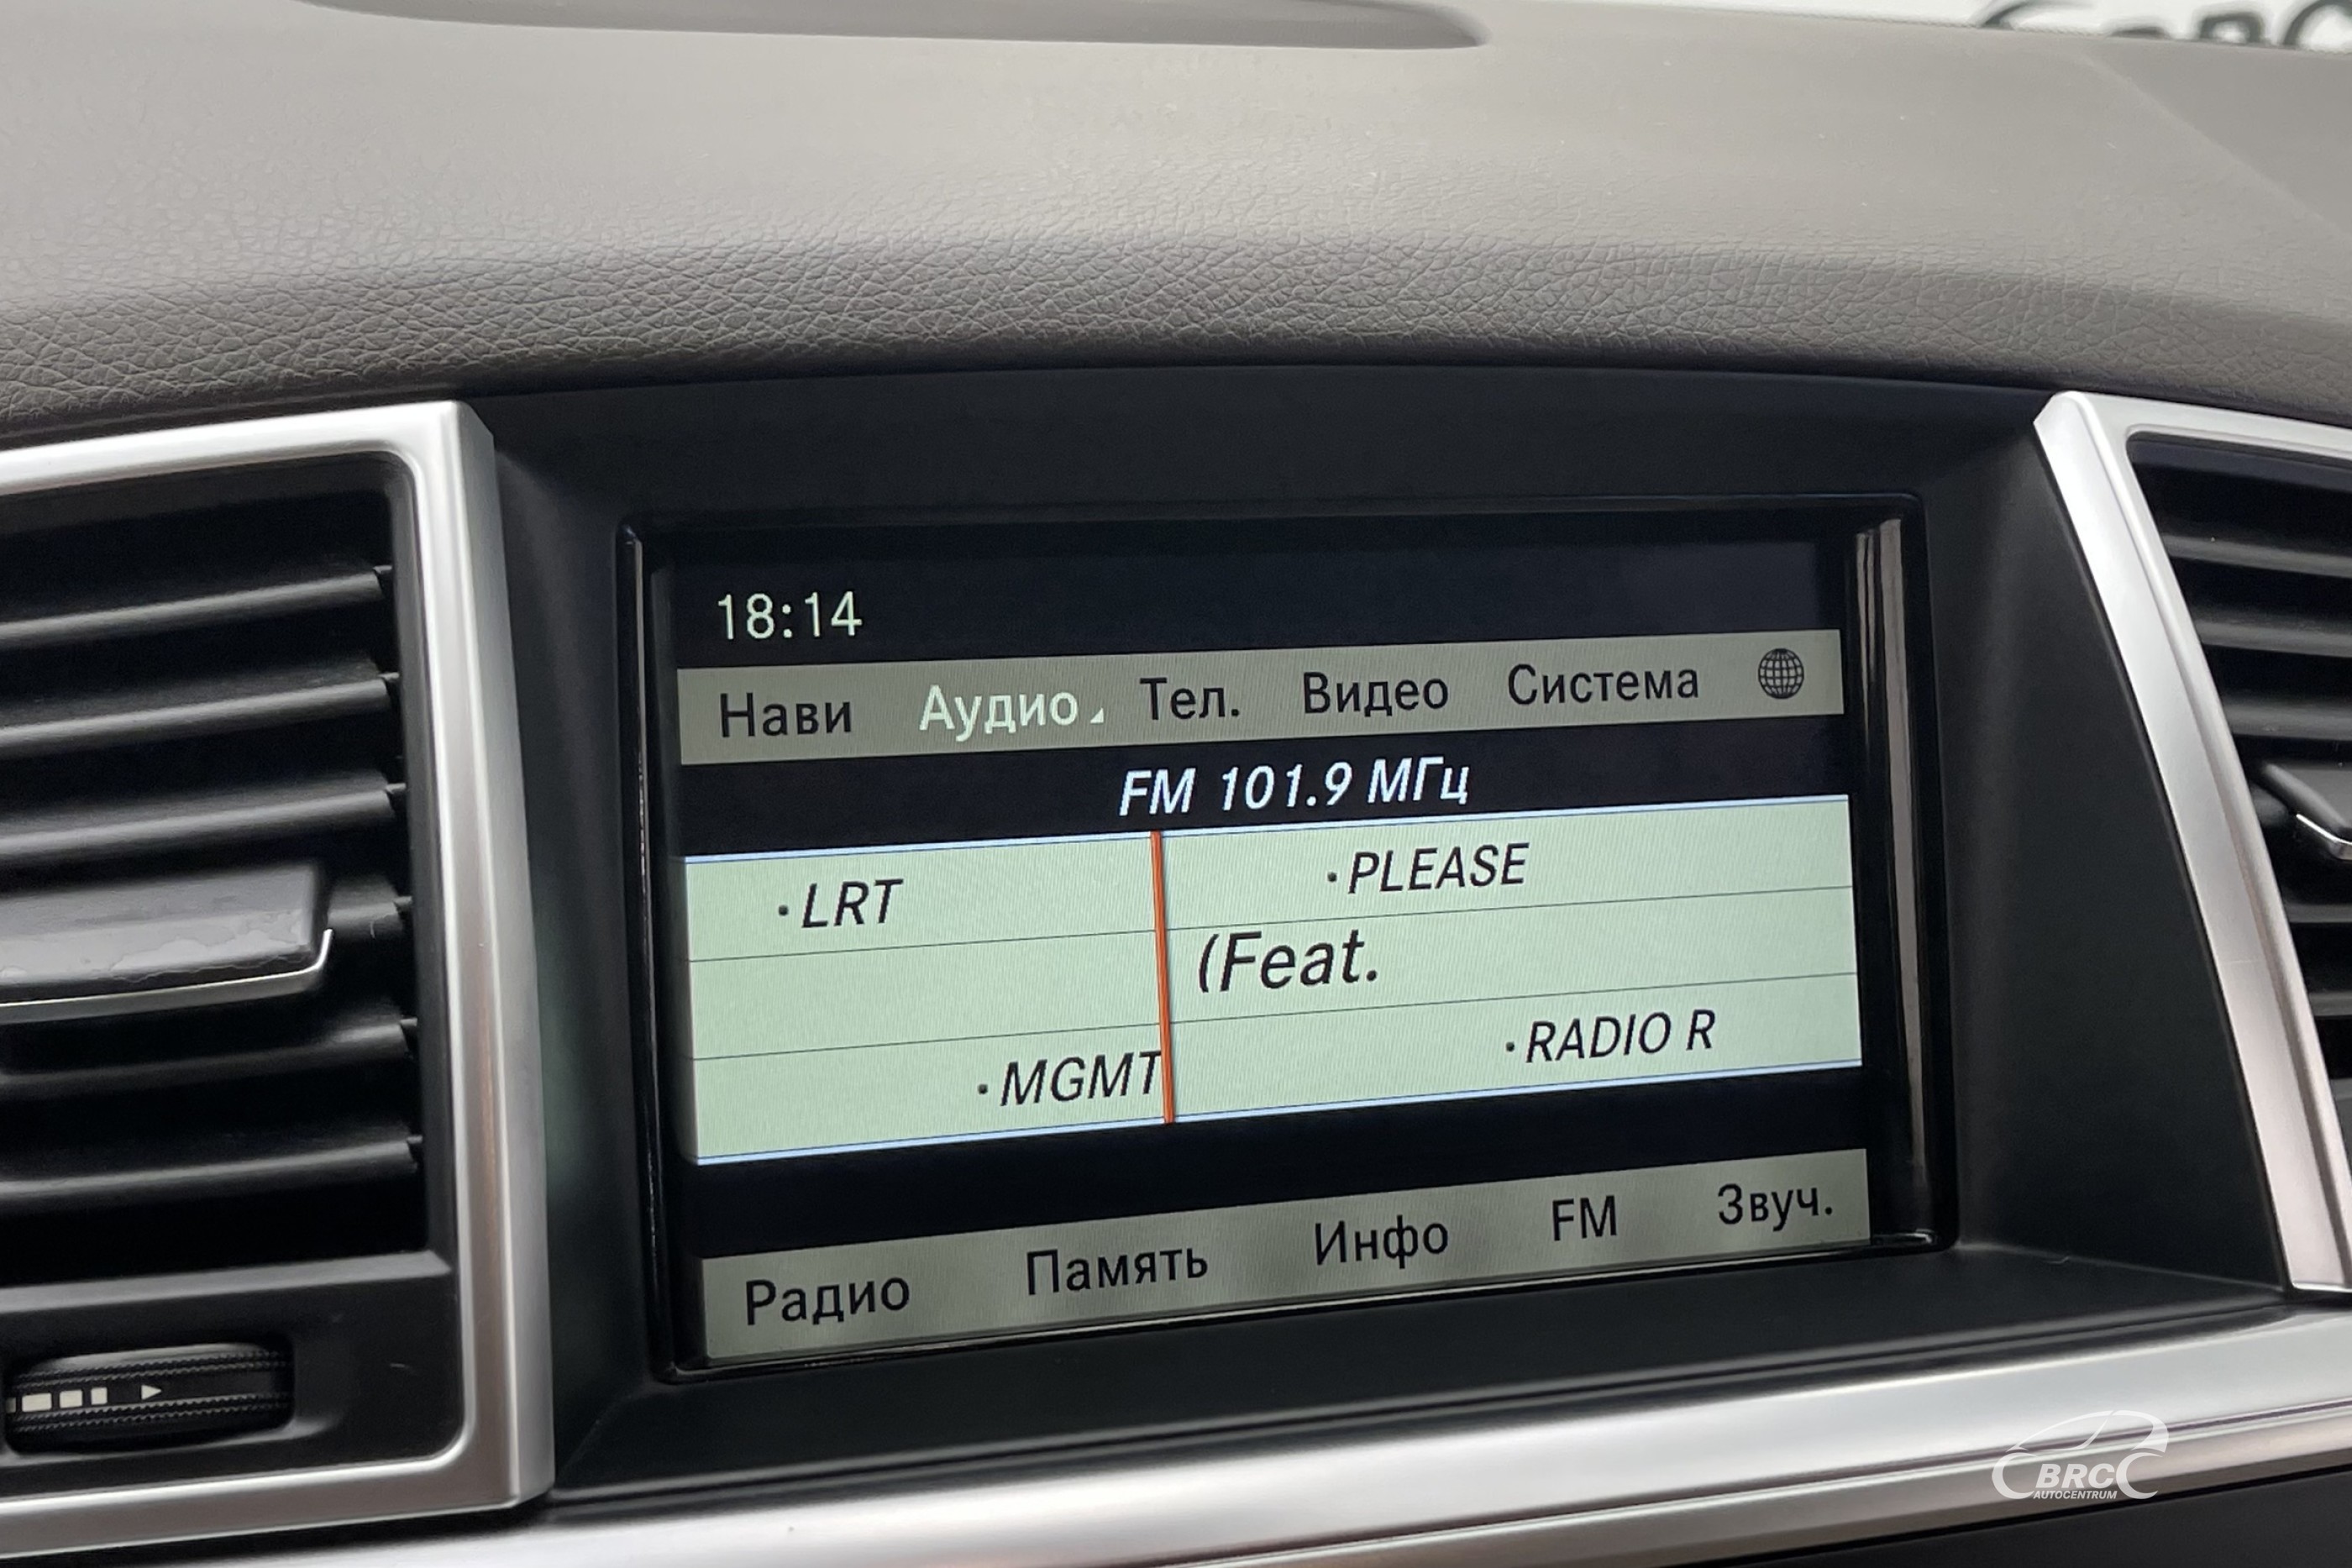 18:14
Нави Аудио Тел. Видео Система
FM 101.9 МГц
·LRT ·PLEASE
(Feat.
·MGMT ·RADIO R
Радио Память Инфо FM Звуч.
BRC
AUTOCENTRUM